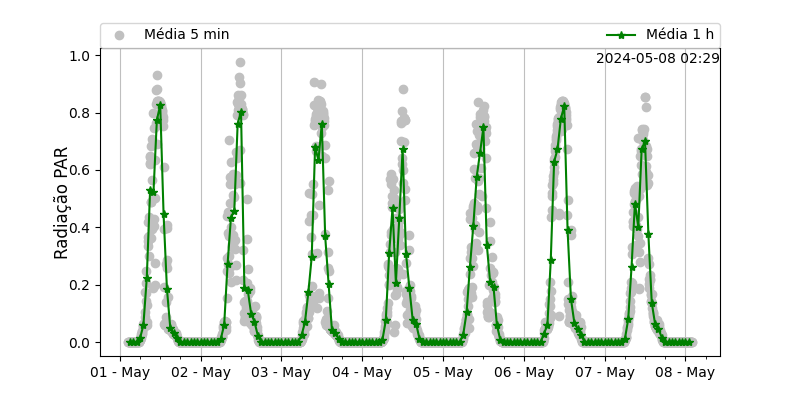 Média 5 min
Média 1 h
2024-05-08 02:29
Radiação PAR
1.0
0.8
0.6
0.4
0.2
0.0
01 - May
02 - May
03 - May
04 - May
05 - May
06 - May
07 - May
08 - May